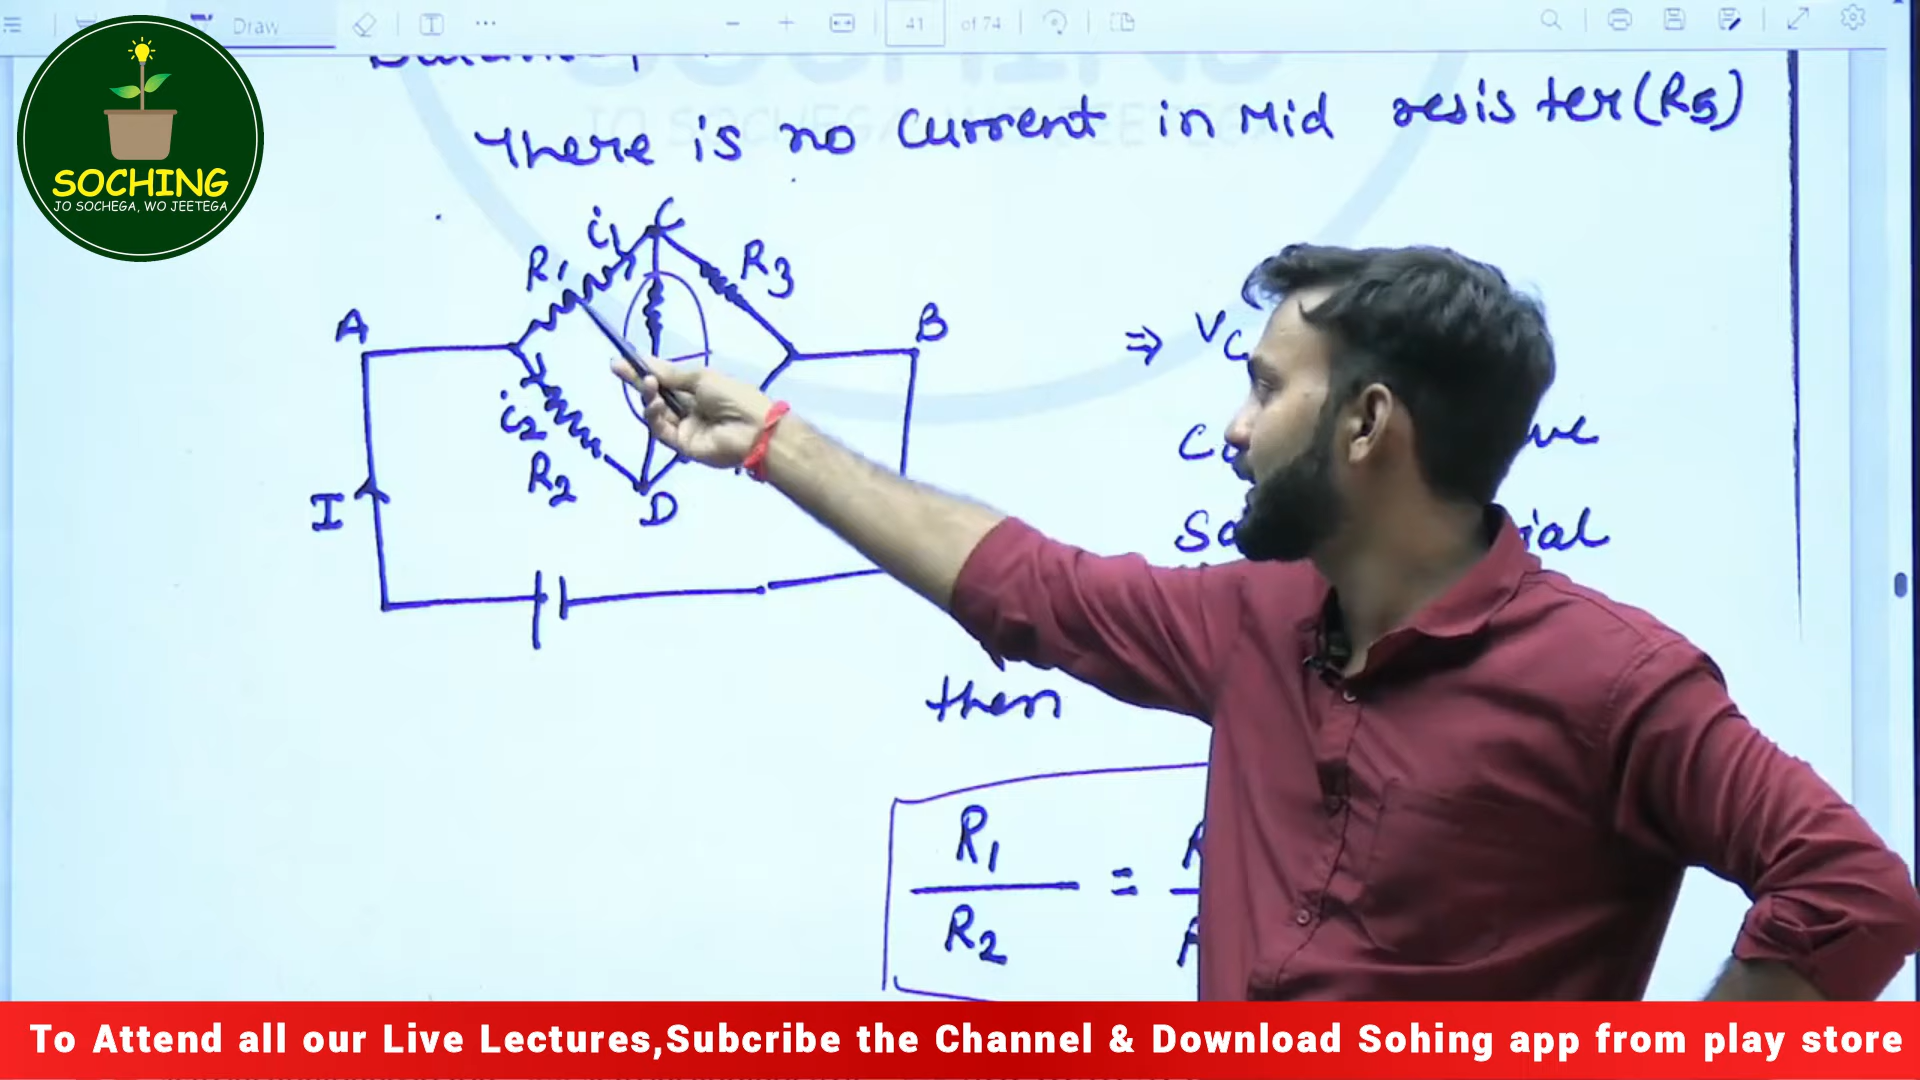 Draw
41 of 74
SOCHING
JO SOCHEGA, WO JEETEGA
There is no current in Mid resister (R5)
C
i1
R1
R3
A
B
⇒ VC
i2
R2
D
I
then
R1
=
R2
To Attend all our Live Lectures,Subcribe the Channel & Download Sohing app from play store